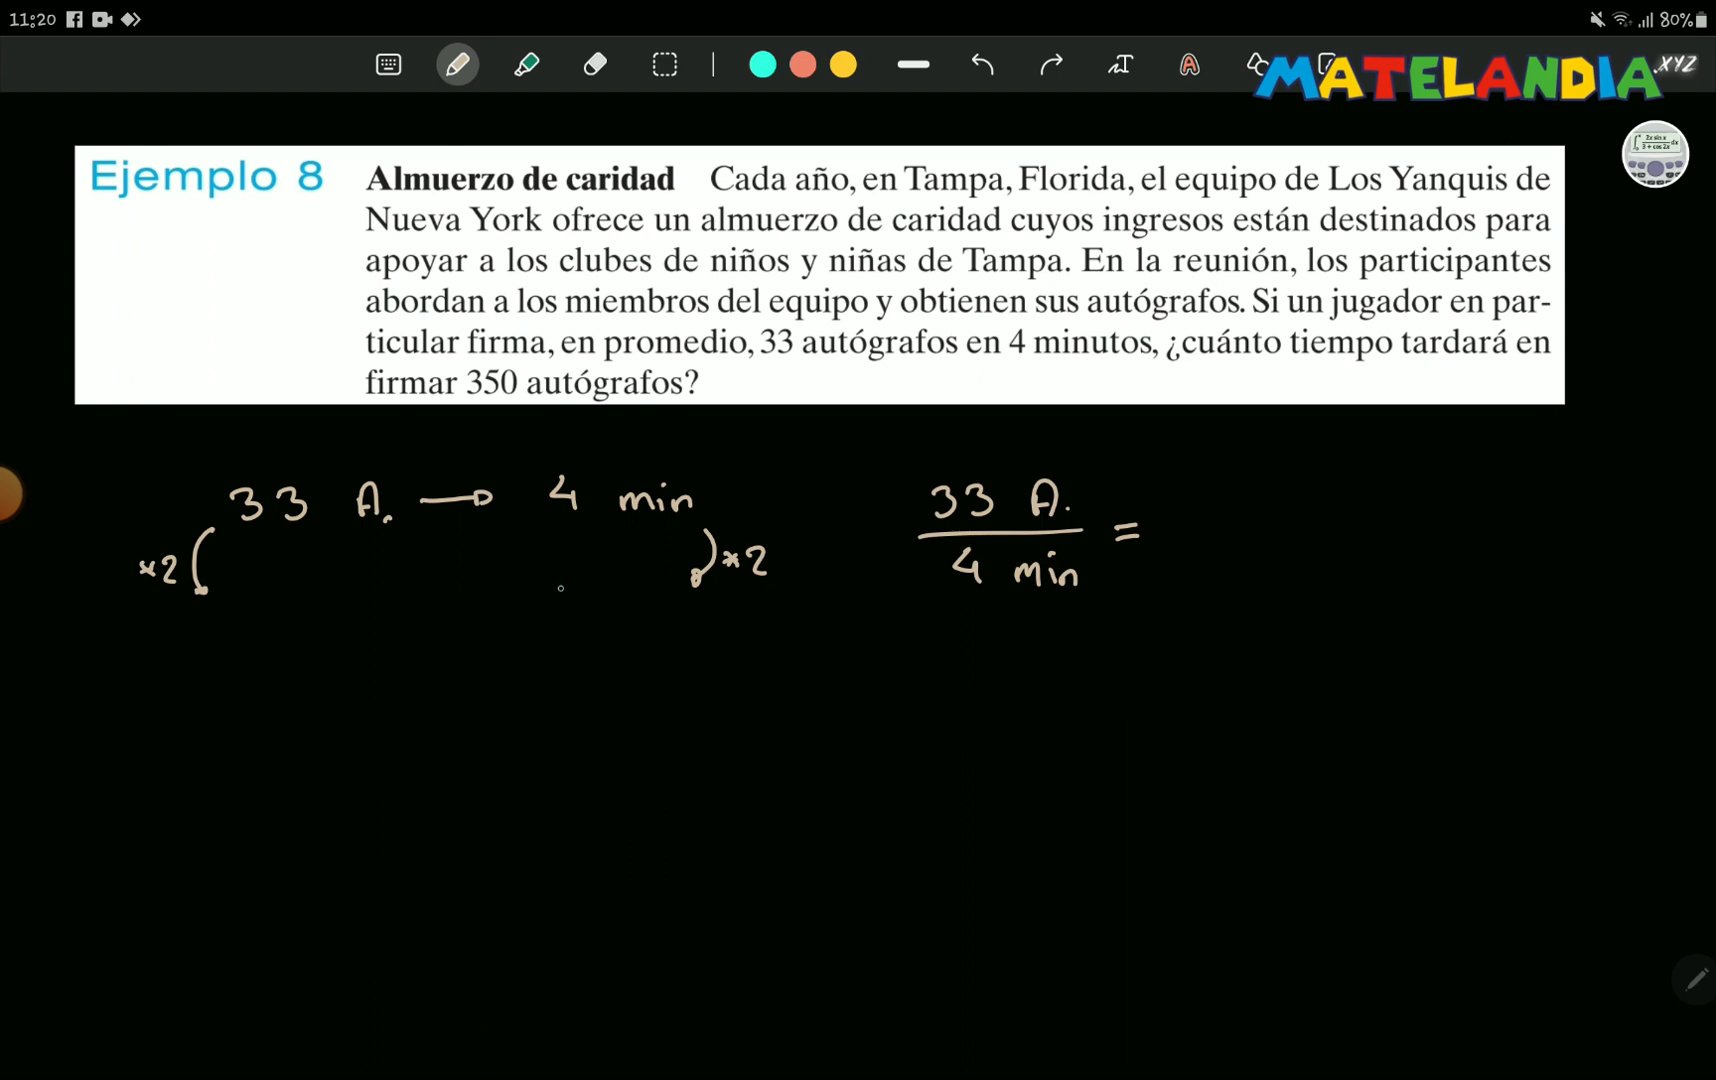 11:20
80%
MATELANDIA.XYZ
Ejemplo 8
Almuerzo de caridad Cada año, en Tampa, Florida, el equipo de Los Yanquis de
Nueva York ofrece un almuerzo de caridad cuyos ingresos están destinados para
apoyar a los clubes de niños y niñas de Tampa. En la reunión, los participantes
abordan a los miembros del equipo y obtienen sus autógrafos. Si un jugador en par-
ticular firma, en promedio, 33 autógrafos en 4 minutos, ¿cuánto tiempo tardará en
firmar 350 autógrafos?
33 A. → 4 min
*2 *2
33 A.
4 min
=